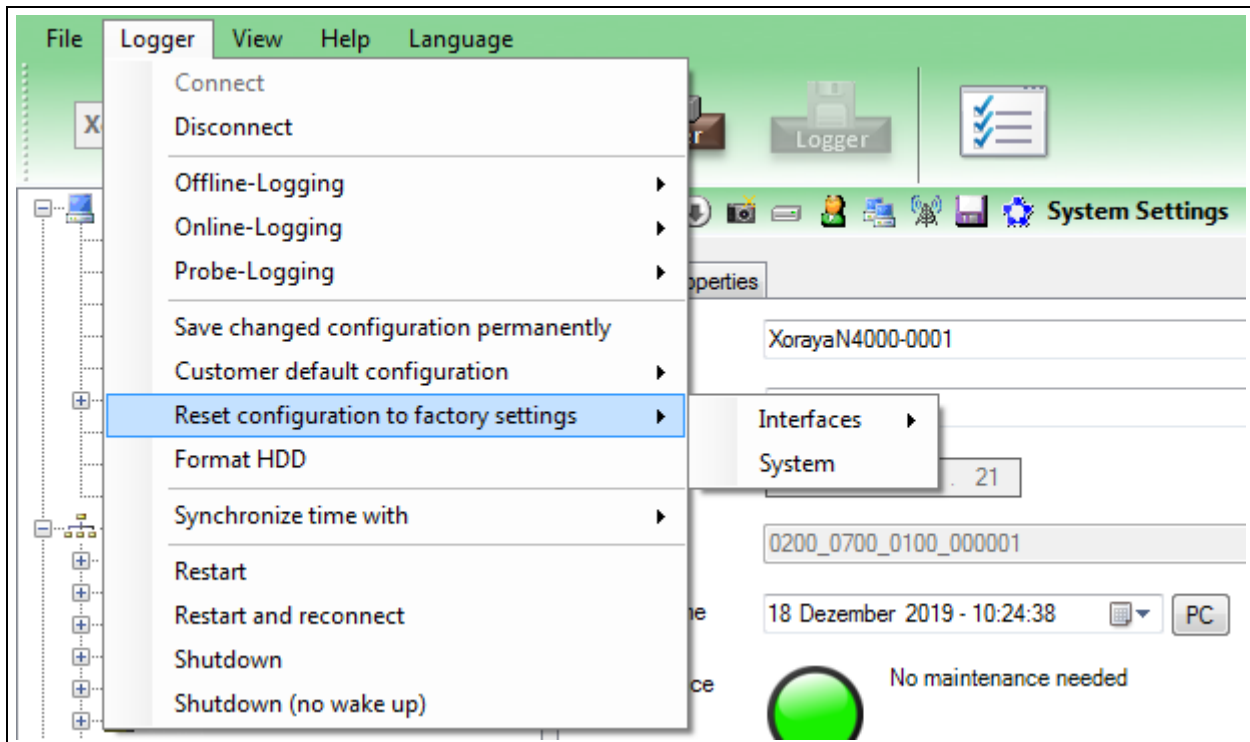 File Logger View Help Language
Connect
Disconnect
Offline-Logging
Online-Logging
Probe-Logging
Save changed configuration permanently
Customer default configuration
Reset configuration to factory settings
Format HDD
Synchronize time with
Restart
Restart and reconnect
Shutdown
Shutdown (no wake up)
Interfaces
System
Logger
System Settings
XorayaN4000-0001
. 21
0200_0700_0100_000001
18 Dezember 2019 - 10:24:38
PC
No maintenance needed